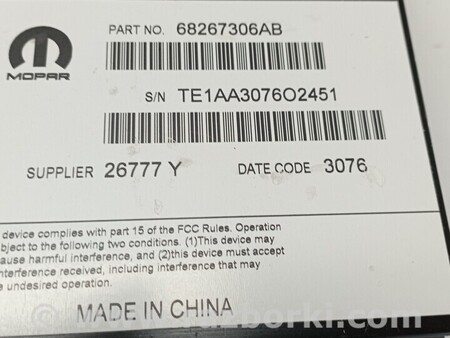 MOPAR
PART NO. 68267306AB
S/N TE1AA3076O2451
SUPPLIER 26777 Y DATE CODE 3076
device complies with part 15 of the FCC Rules. Operation
bject to the following two conditions. (1)This device may
ause harmful interference, and (2)this device must accept
nterference received, including interference that may
e undesired operation.
MADE IN CHINA